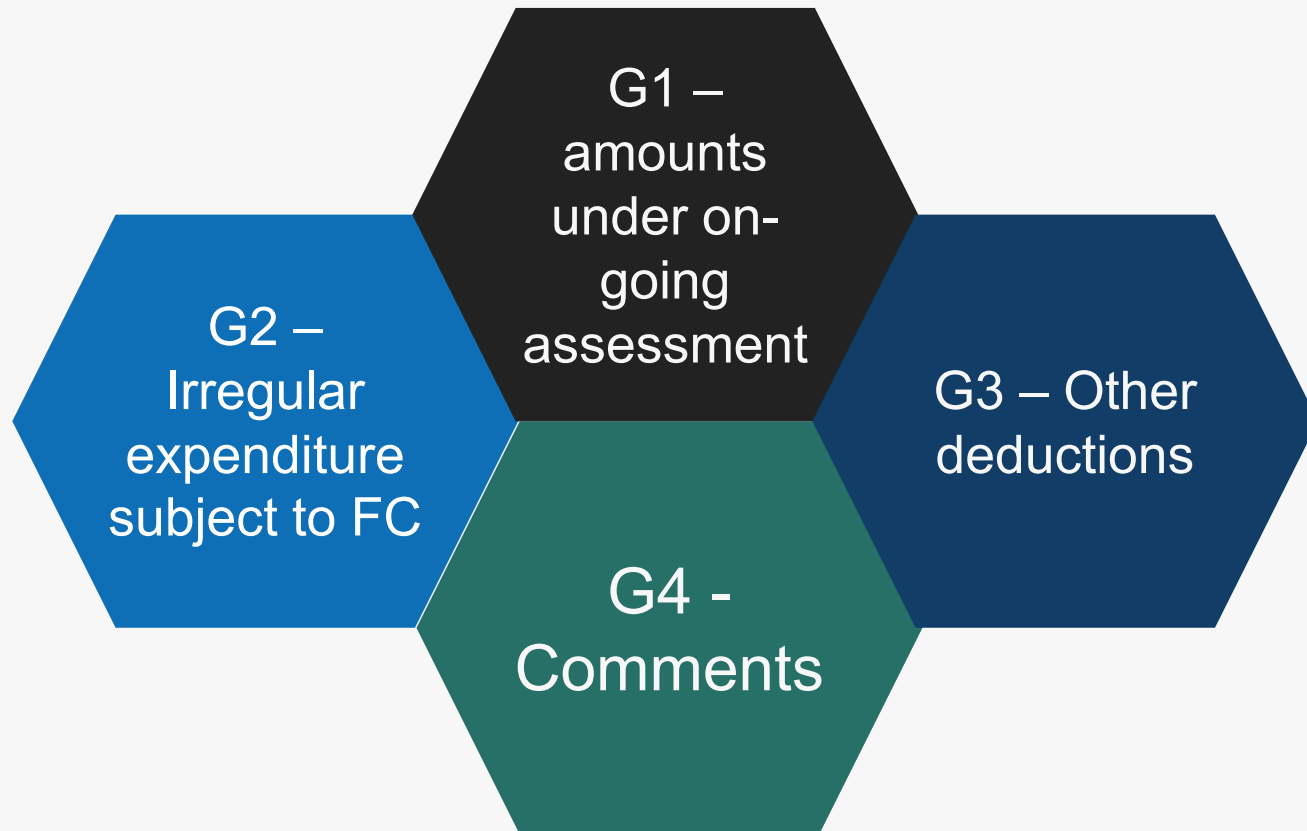 G1 –
amounts
under on-
going
assessment
G2 –
Irregular
expenditure
subject to FC
G3 – Other
deductions
G4 -
Comments